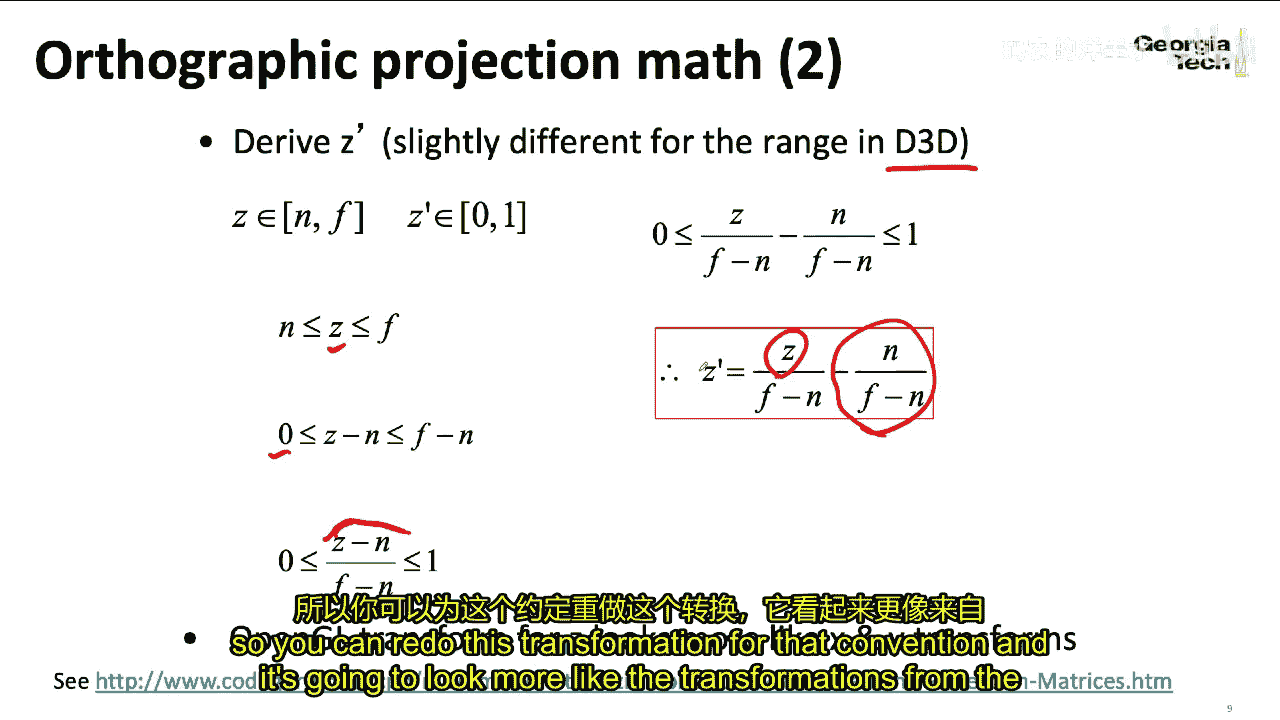 Orthographic projection math (2)
Georgia
Tech
• Derive z’ (slightly different for the range in D3D)
z ∈ [n, f] z' ∈ [0,1]
0 ≤ z/(f − n) − n/(f − n) ≤ 1
n ≤ z ≤ f
∴ z' = z/(f − n) − n/(f − n)
0 ≤ z − n ≤ f − n
0 ≤ (z − n)/(f − n) ≤ 1
所以你可以为这个约定重做这个转换，它看起来更像来自
so you can redo this transformation for that convention and
it's going to look more like the transformations from the
See http://www.cod
-Matrices.htm
9